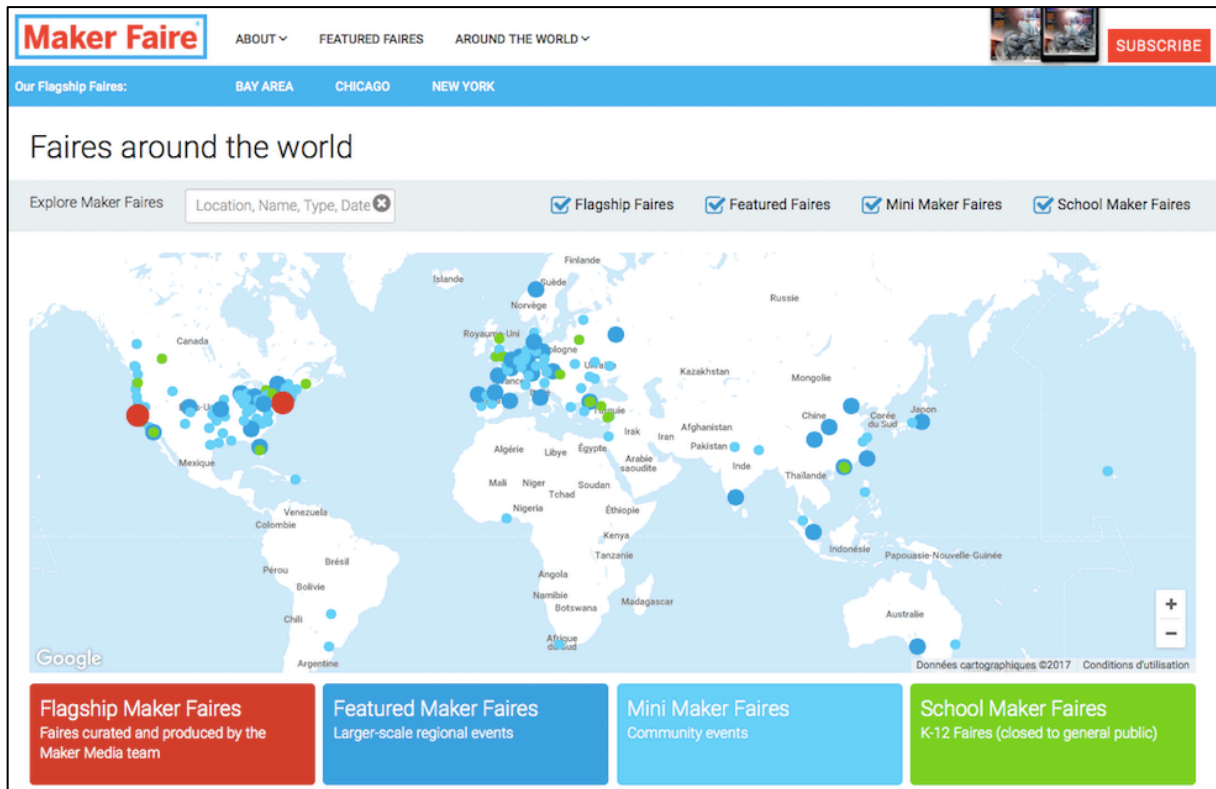 Maker Faire®
ABOUT FEATURED FAIRES AROUND THE WORLD
SUBSCRIBE
Our Flagship Faires: BAY AREA CHICAGO NEW YORK
Faires around the world
Explore Maker Faires Location, Name, Type, Date Flagship Faires Featured Faires Mini Maker Faires School Maker Faires
Finlande
Islande
Suède
Russie
Norvège
Royaume-Uni
Canada
Kazakhstan
Mongolie
Chine
Corée
du Sud
Japon
Irak
Iran
Afghanistan
Pakistan
Algérie
Libye
Égypte
Arabie
saoudite
Inde
Mexique
Thaïlande
Mali
Niger
Tchad
Soudan
Nigeria
Éthiopie
Venezuela
Colombie
Kenya
Tanzanie
Indonésie
Papouasie-Nouvelle-Guinée
Pérou
Brésil
Bolivie
Angola
Namibie
Botswana
Madagascar
Chili
Australie
Afrique
du Sud
Argentine
+
−
Google
Données cartographiques ©2017 Conditions d'utilisation
Flagship Maker Faires
Faires curated and produced by the
Maker Media team
Featured Maker Faires
Larger-scale regional events
Mini Maker Faires
Community events
School Maker Faires
K-12 Faires (closed to general public)